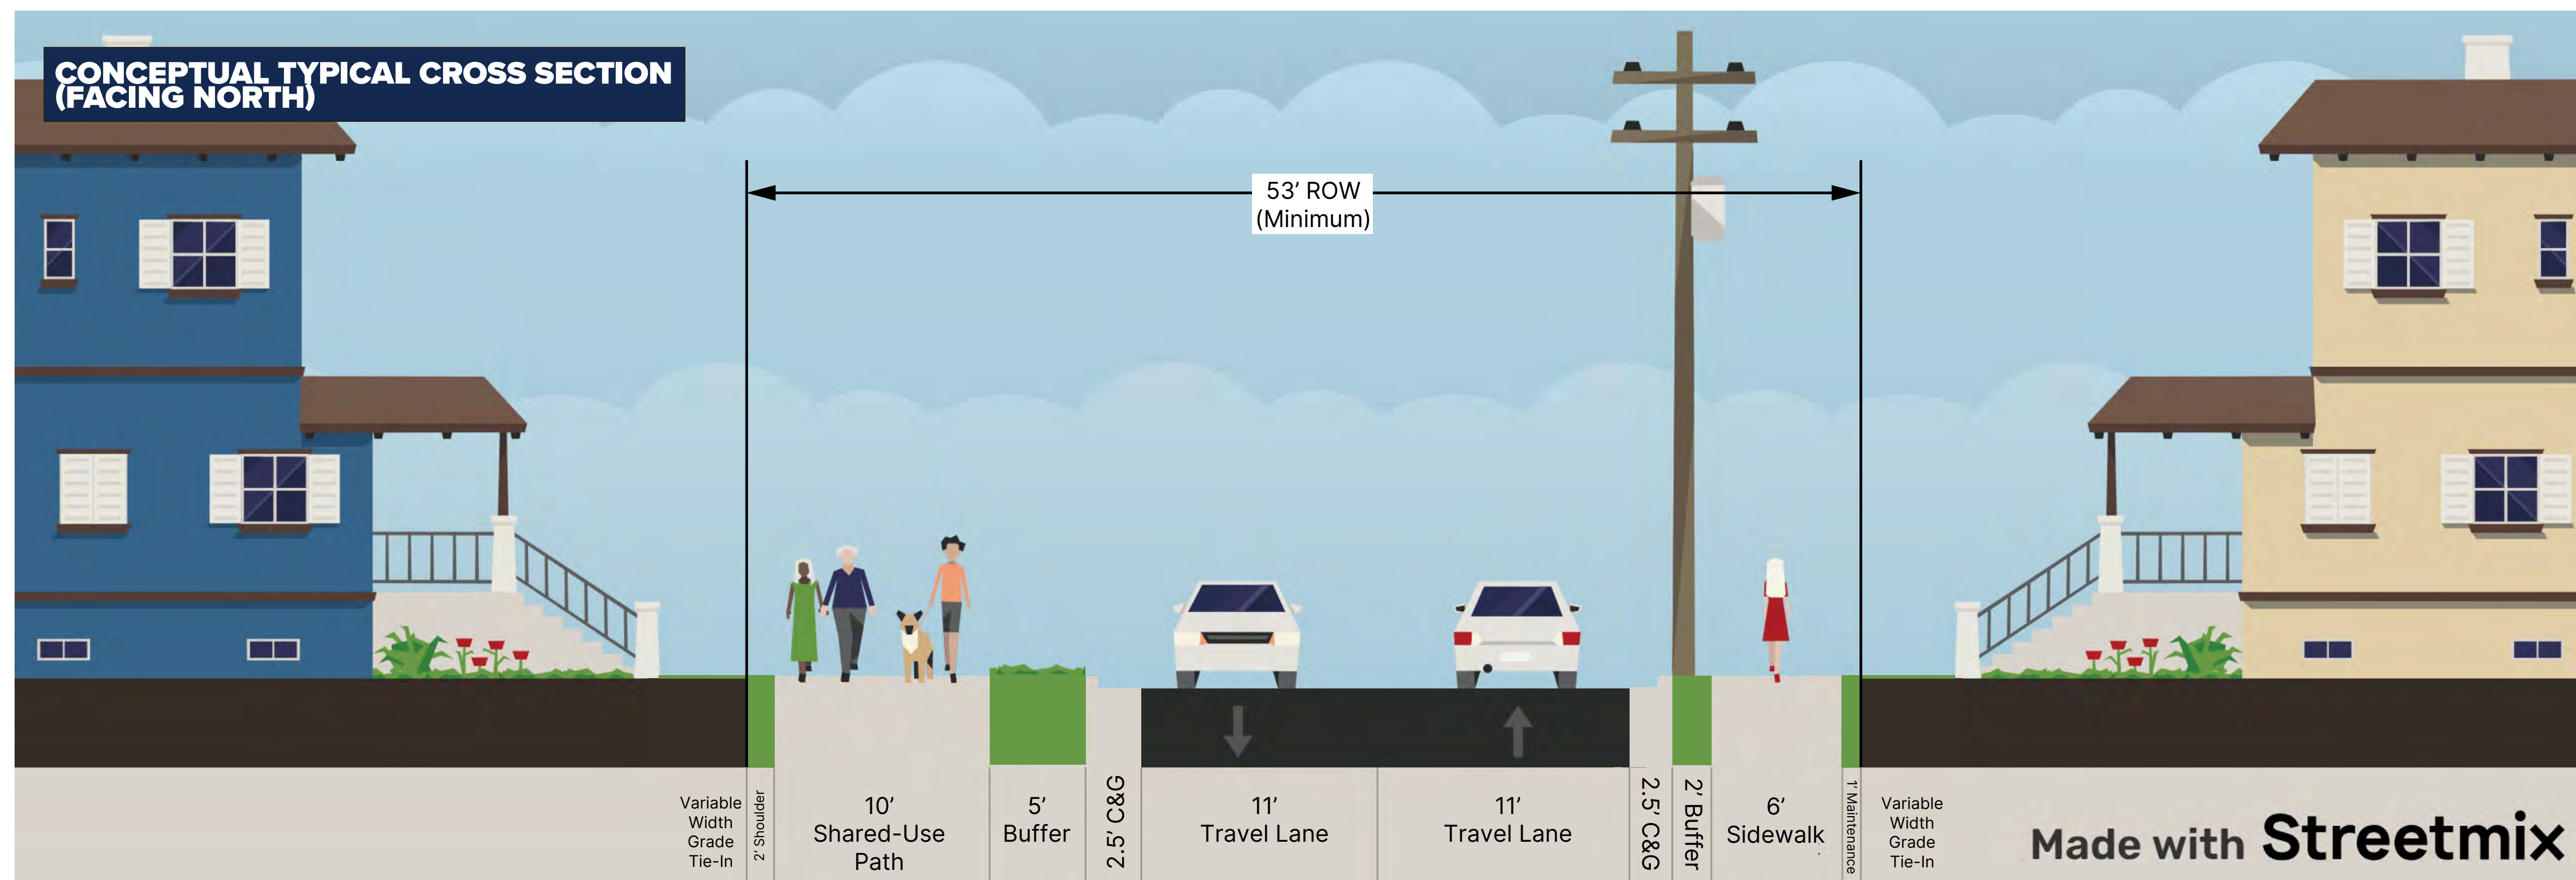 CONCEPTUAL TYPICAL CROSS SECTION
(FACING NORTH)
53’ ROW
(Minimum)
Variable
Width
Grade
Tie-In
2’ Shoulder
10’
Shared-Use
Path
5’
Buffer
2.5’ C&G
11’
Travel Lane
11’
Travel Lane
2.5’ C&G
2’ Buffer
6’
Sidewalk
1’ Maintenance
Variable
Width
Grade
Tie-In
Made with Streetmix